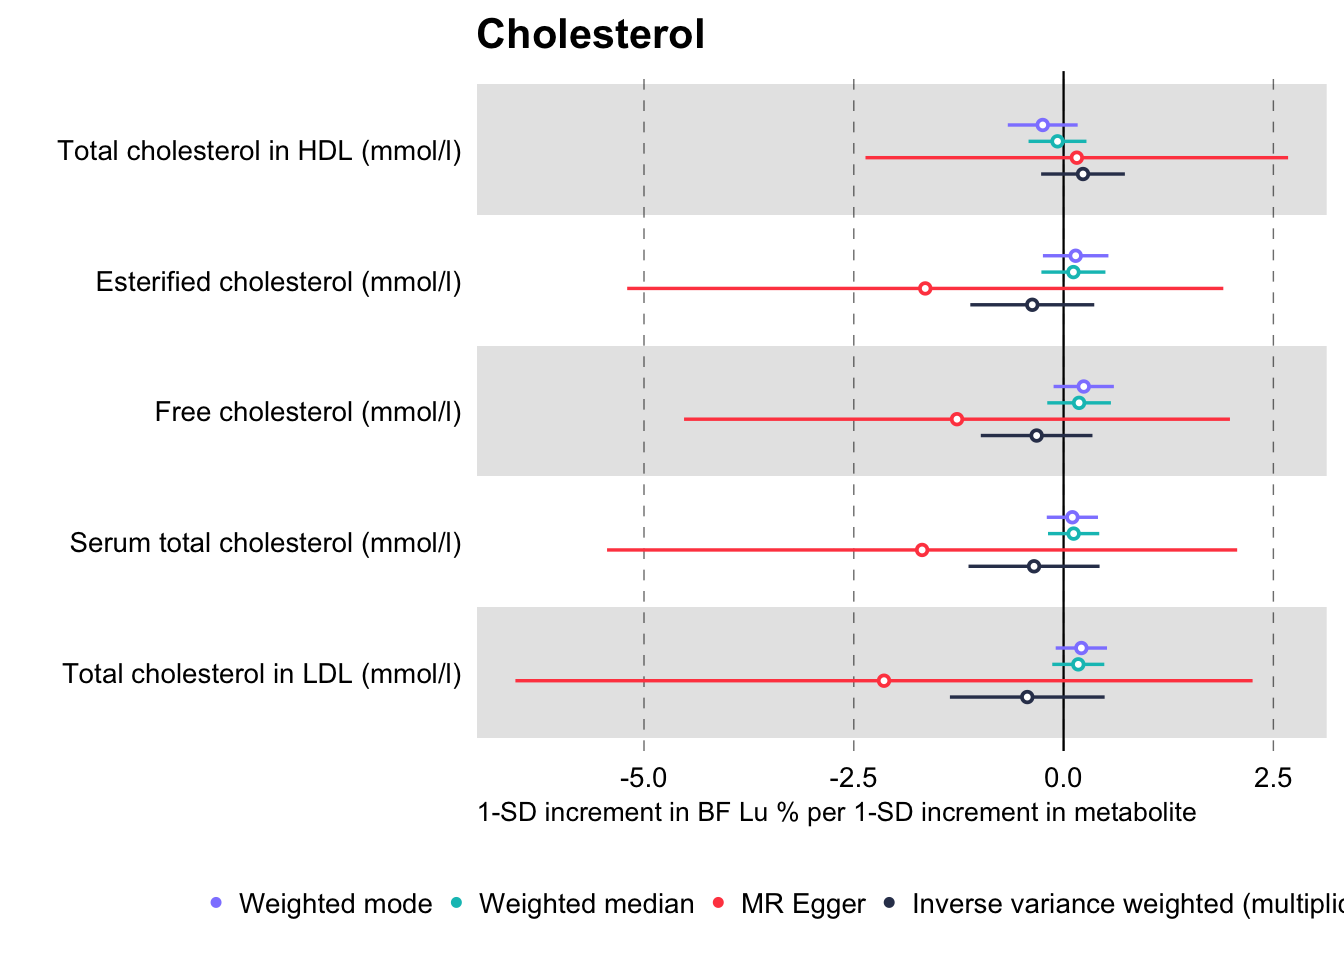 Cholesterol
Total cholesterol in HDL (mmol/l)
Esterified cholesterol (mmol/l)
Free cholesterol (mmol/l)
Serum total cholesterol (mmol/l)
Total cholesterol in LDL (mmol/l)
-5.0 -2.5 0.0 2.5
1-SD increment in BF Lu % per 1-SD increment in metabolite
Weighted mode Weighted median MR Egger Inverse variance weighted